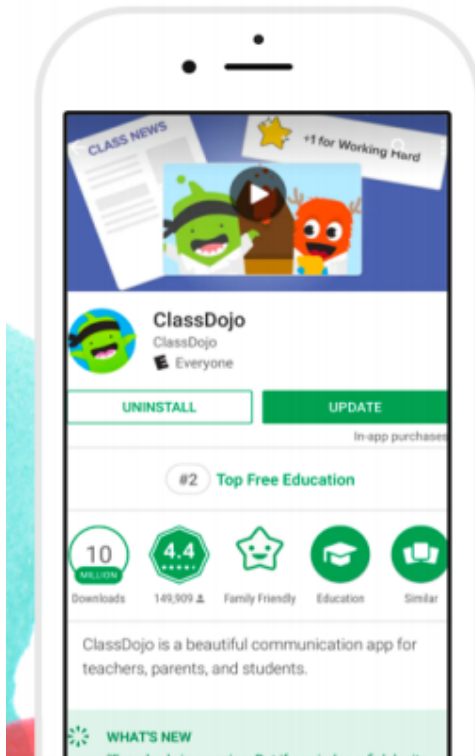 CLASS NEWS
+1 for Working Hard
ClassDojo
ClassDojo
E Everyone
UNINSTALL
UPDATE
In-app purchases
#2 Top Free Education
10
MILLION
4.4
Downloads
149,909
Family Friendly
Education
Similar
ClassDojo is a beautiful communication app for
teachers, parents, and students.
WHAT'S NEW